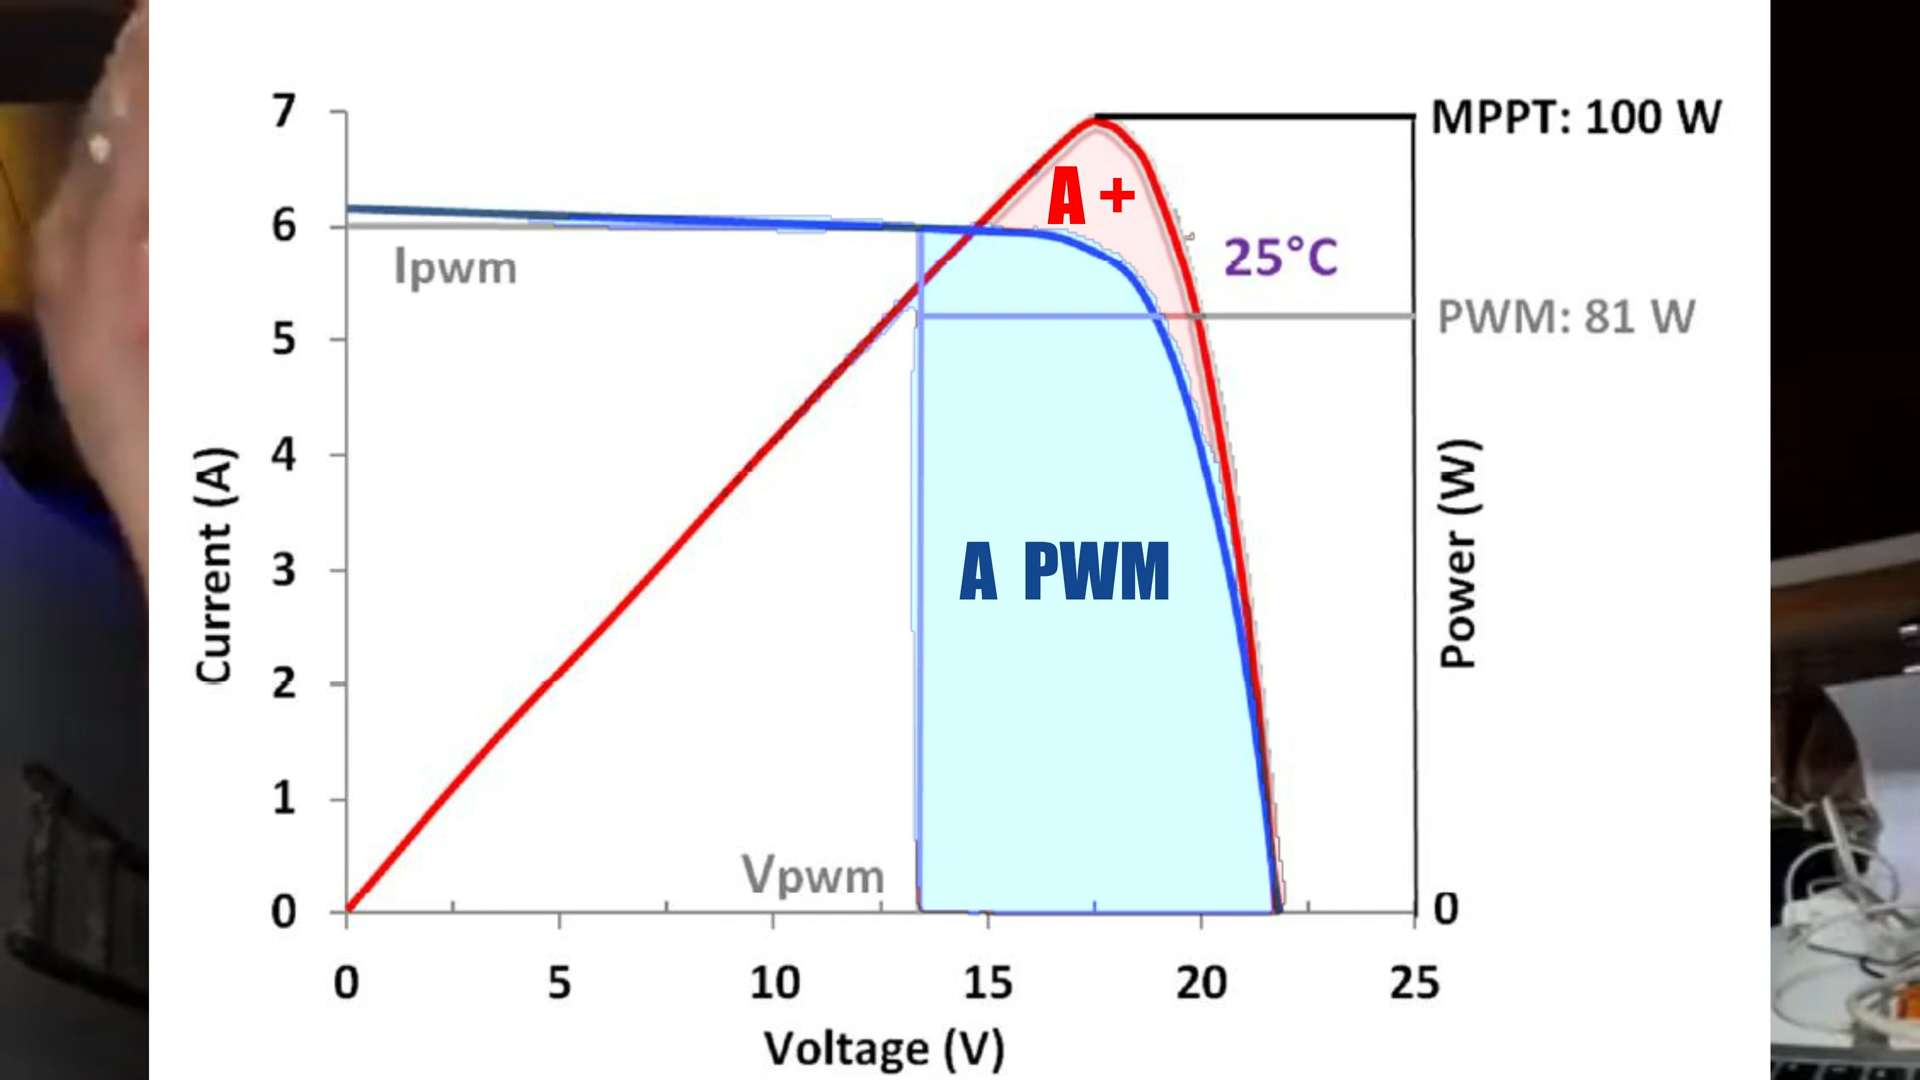 7
MPPT: 100 W
A +
6
25°C
Ipwm
PWM: 81 W
5
4
Current (A)
Power (W)
3
A PWM
2
1
Vpwm
0
0
0 5 10 15 20 25
Voltage (V)